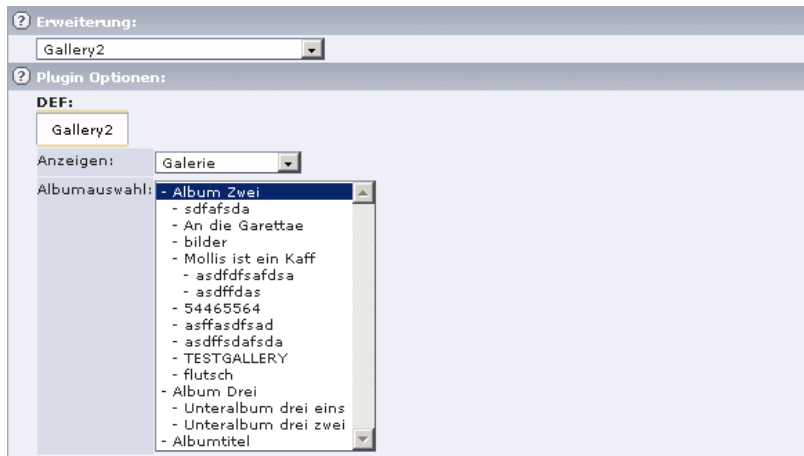 Erweiterung:
Gallery2
Plugin Optionen:
DEF:
Gallery2
Anzeigen: Galerie
Albumauswahl: - Album Zwei
- sdfafsda
- An die Garettae
- bilder
- Mollis ist ein Kaff
- asdfdfsafdsa
- asdffdas
- 54465564
- asffasdfsad
- asdffsdafsda
- TESTGALLERY
- flutsch
- Album Drei
- Unteralbum drei eins
- Unteralbum drei zwei
- Albumtitel